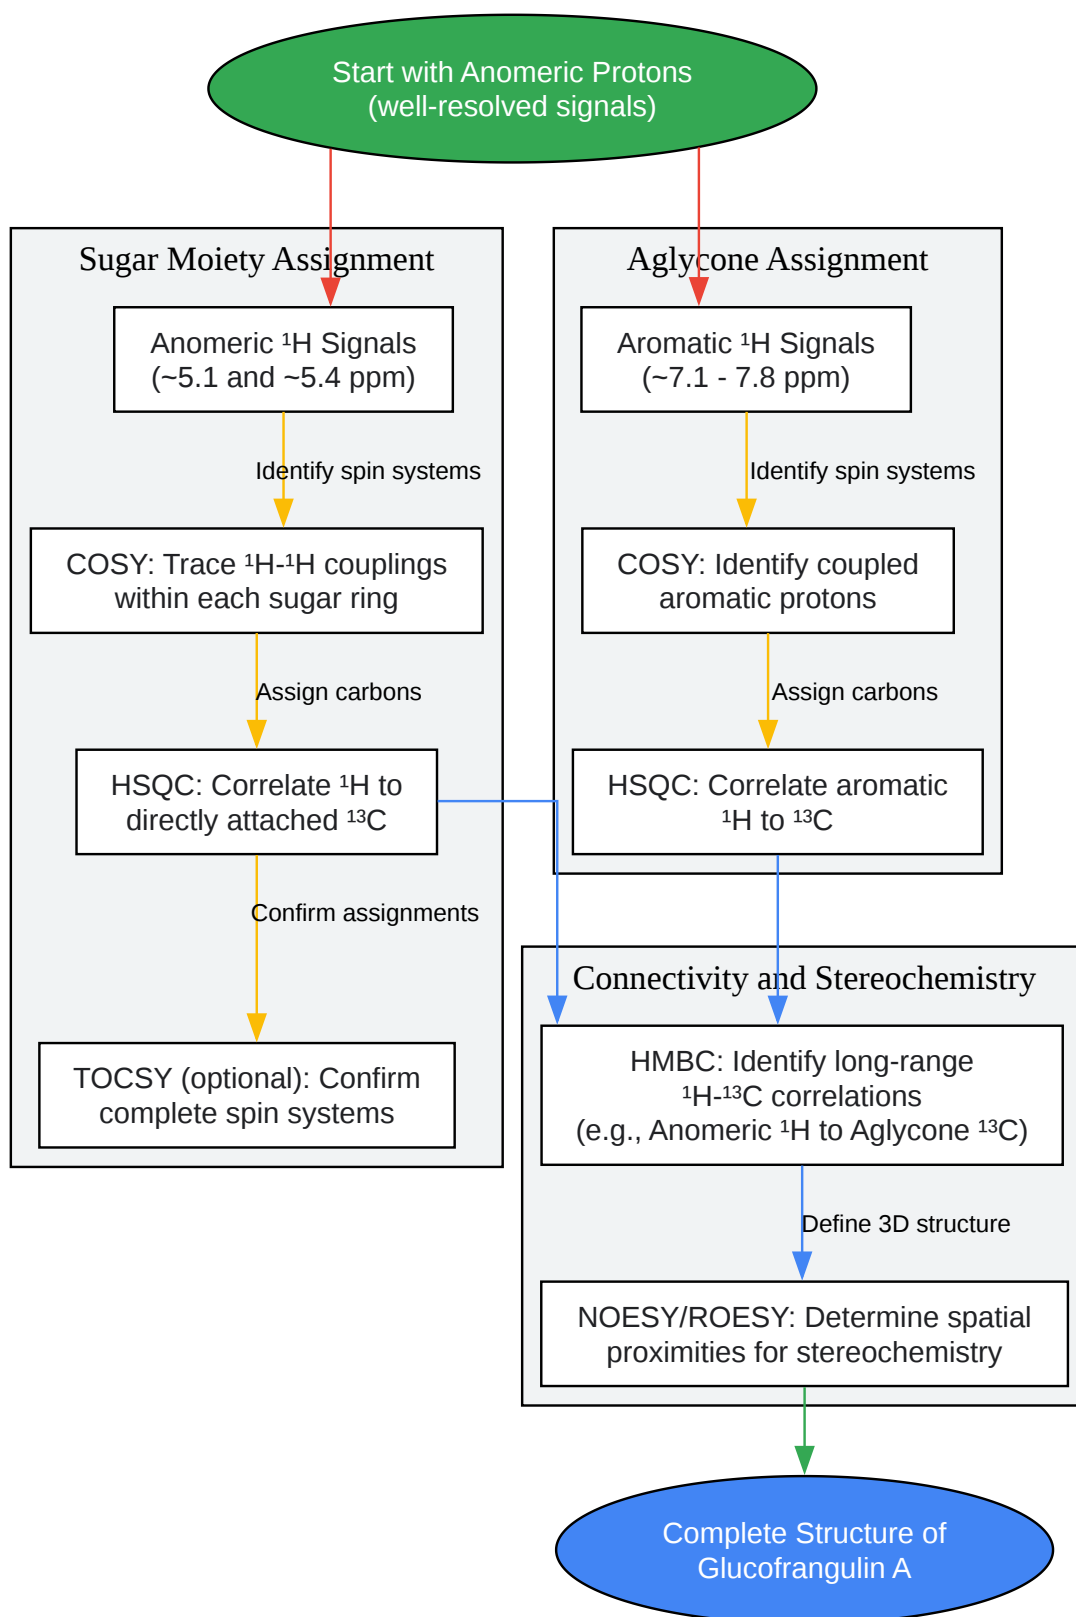 Start with Anomeric Protons
(well-resolved signals)
Sugar Moiety Assignment
Anomeric ¹H Signals
(~5.1 and ~5.4 ppm)
Identify spin systems
COSY: Trace ¹H-¹H couplings
within each sugar ring
Assign carbons
HSQC: Correlate ¹H to
directly attached ¹³C
Confirm assignments
TOCSY (optional): Confirm
complete spin systems
Aglycone Assignment
Aromatic ¹H Signals
(~7.1 - 7.8 ppm)
Identify spin systems
COSY: Identify coupled
aromatic protons
Assign carbons
HSQC: Correlate aromatic
¹H to ¹³C
Connectivity and Stereochemistry
HMBC: Identify long-range
¹H-¹³C correlations
(e.g., Anomeric ¹H to Aglycone ¹³C)
Define 3D structure
NOESY/ROESY: Determine spatial
proximities for stereochemistry
Complete Structure of
Glucofrangulin A